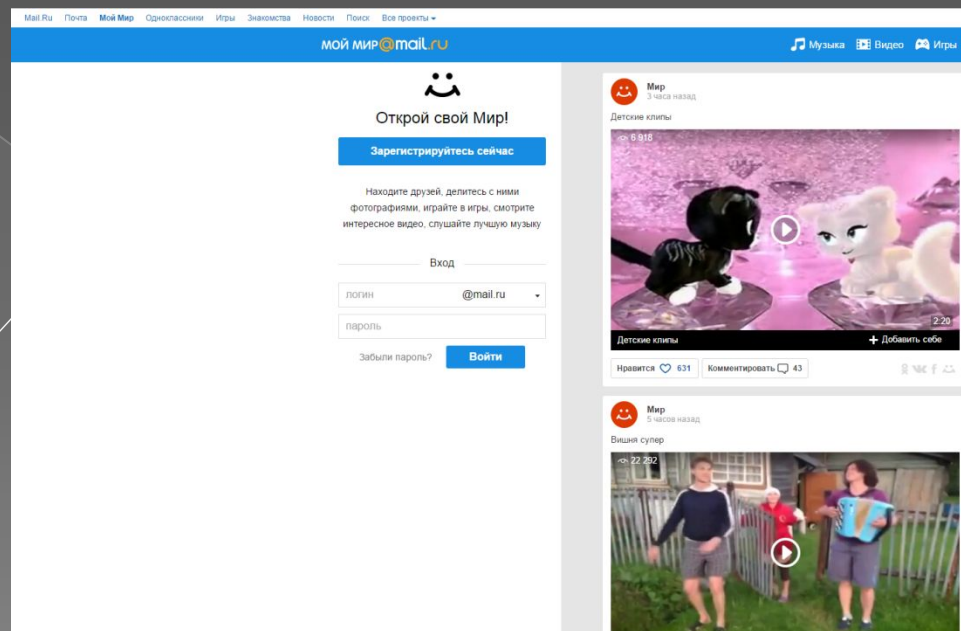 Mail.Ru Почта Мой Мир Одноклассники Игры Знакомства Новости Поиск Все проекты
МОЙ МИР@mail.ru
Музыка Видео Игры
Открой свой Мир!
Зарегистрируйтесь сейчас
Находите друзей, делитесь с ними
фотографиями, играйте в игры, смотрите
интересное видео, слушайте лучшую музыку
Вход
логин @mail.ru
пароль
Забыли пароль? Войти
Мир
3 часа назад
Детские клипы
6 918
2:20
Детские клипы + Добавить себе
Нравится 631 Комментировать 43
Мир
5 часов назад
Вишня супер
22 292